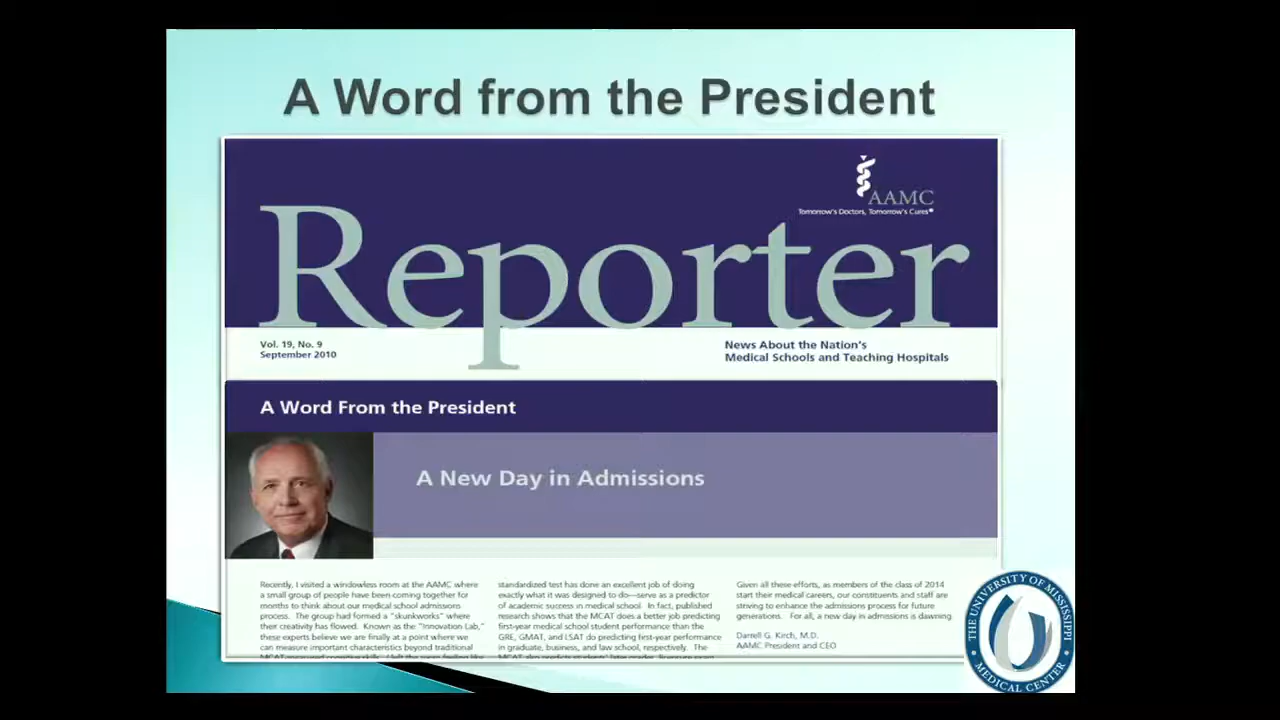 A Word from the President
AAMC
Tomorrow's Doctors, Tomorrow's Cures®
Reporter
Vol. 19, No. 9
September 2010
News About the Nation's
Medical Schools and Teaching Hospitals
A Word From the President
A New Day in Admissions
Recently, I visited a windowless room at the AAMC where
a small group of people have been coming together for
months to think about our medical school admissions
process. The group had formed a "skunkworks" where
their creativity has flowed. Known as the "Innovation Lab,"
these experts believe we are finally at a point where we
can measure important characteristics beyond traditional
standardized test has done an excellent job of doing
exactly what it was designed to do—serve as a predictor
of academic success in medical school. In fact, published
research shows that the MCAT does a better job predicting
first-year medical school student performance than the
GRE, GMAT, and LSAT do predicting first-year performance
in graduate, business, and law school, respectively. The
Given all these efforts, as members of the class of 2014
start their medical careers, our constituents and staff are
striving to enhance the admissions process for future
generations. For all, a new day in admissions is dawning.
Darrell G. Kirch, M.D.
AAMC President and CEO
THE UNIVERSITY OF MISSISSIPPI
MEDICAL CENTER